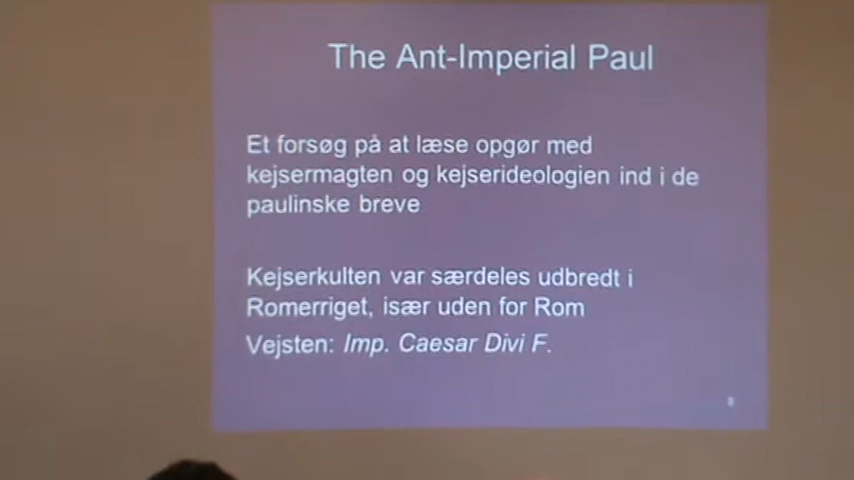 The Ant-Imperial Paul
Et forsøg på at læse opgør med
kejsermagten og kejserideologien ind i de
paulinske breve
Kejserkulten var særdeles udbredt i
Romerriget, især uden for Rom
Vejsten: Imp. Caesar Divi F.